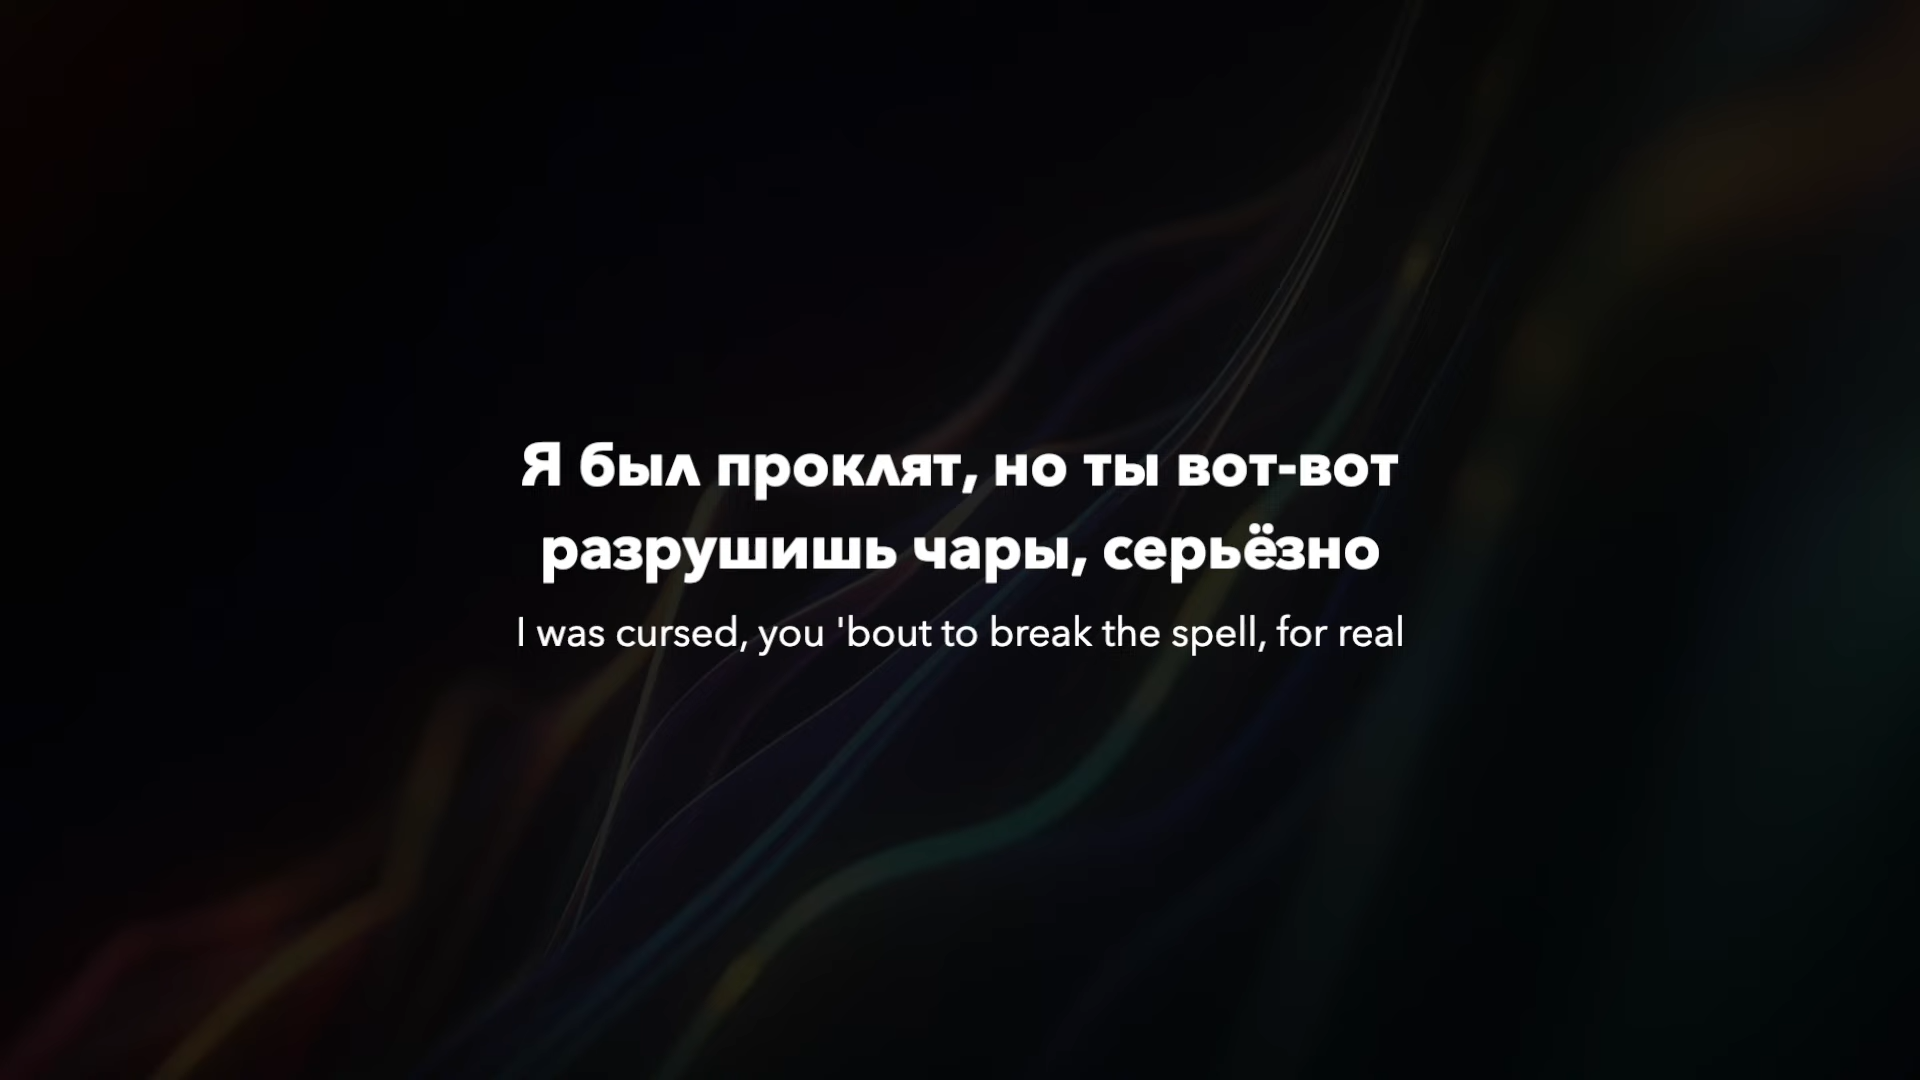 Я был проклят, но ты вот-вот
разрушишь чары, серьёзно
I was cursed, you 'bout to break the spell, for real